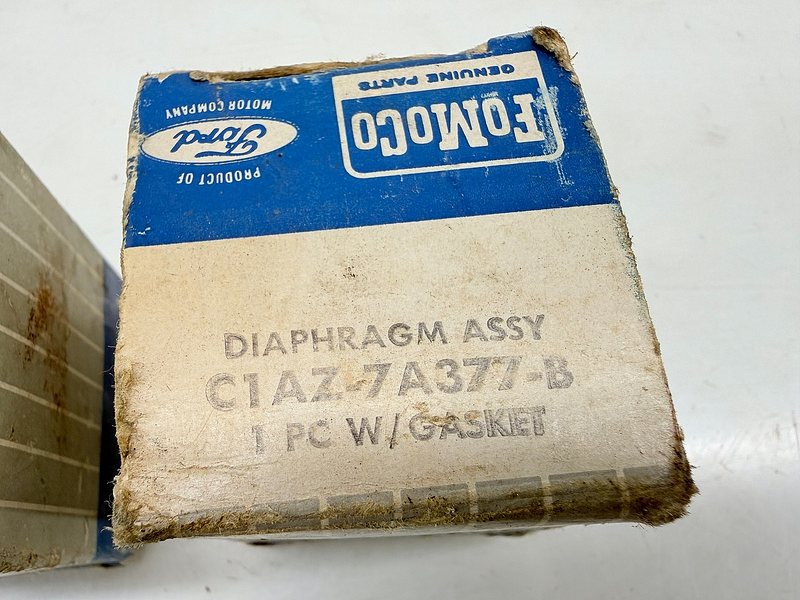 DIAPHRAGM ASSY
C1AZ-7A377-B
1 PC W/GASKET
FoMoCo
GENUINE PARTS
PRODUCT OF
Ford
MOTOR COMPANY